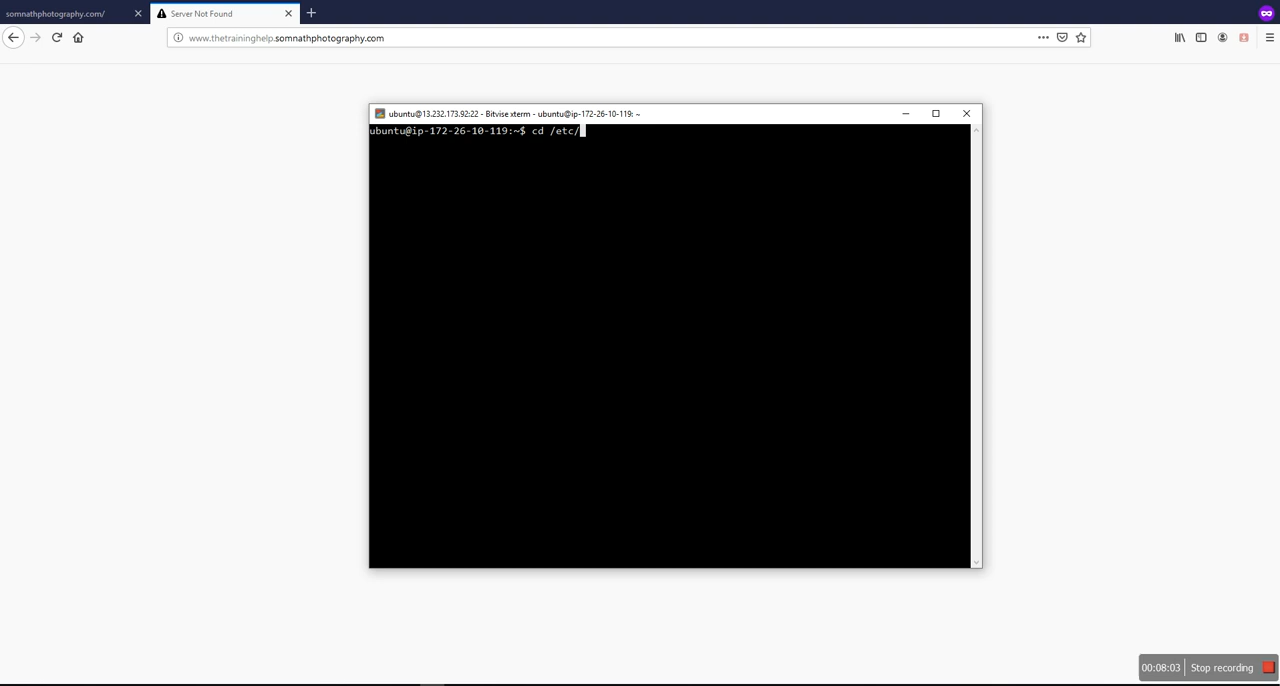 somnathphotography.com/
Server Not Found
www.thetraininghelp.somnathphotography.com
ubuntu@13.232.173.92:22 - Bitvise xterm - ubuntu@ip-172-26-10-119: ~
ubuntu@ip-172-26-10-119:~$ cd /etc/
00:08:03 Stop recording